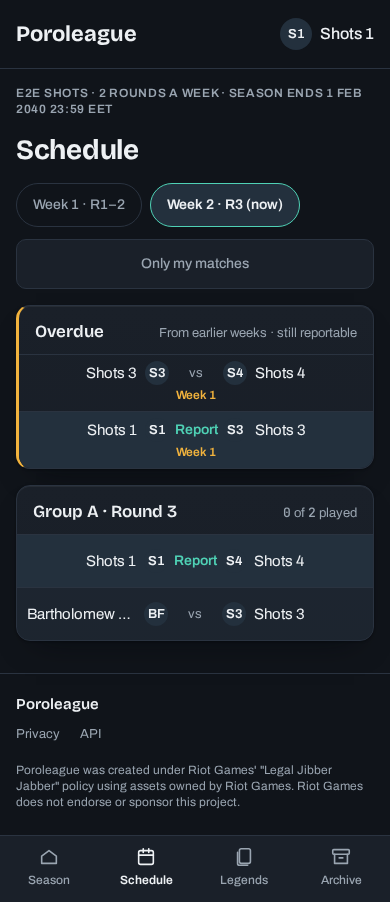 Poroleague
S1 Shots 1
E2E SHOTS · 2 ROUNDS A WEEK · SEASON ENDS 1 FEB
2040 23:59 EET
Schedule
Week 1 · R1–2
Week 2 · R3 (now)
Only my matches
Overdue
From earlier weeks · still reportable
Shots 3 S3 vs S4 Shots 4
Week 1
Shots 1 S1 Report S3 Shots 3
Week 1
Group A · Round 3
0 of 2 played
Shots 1 S1 Report S4 Shots 4
Bartholomew ... BF vs S3 Shots 3
Poroleague
Privacy API
Poroleague was created under Riot Games' "Legal Jibber
Jabber" policy using assets owned by Riot Games. Riot Games
does not endorse or sponsor this project.
Season Schedule Legends Archive